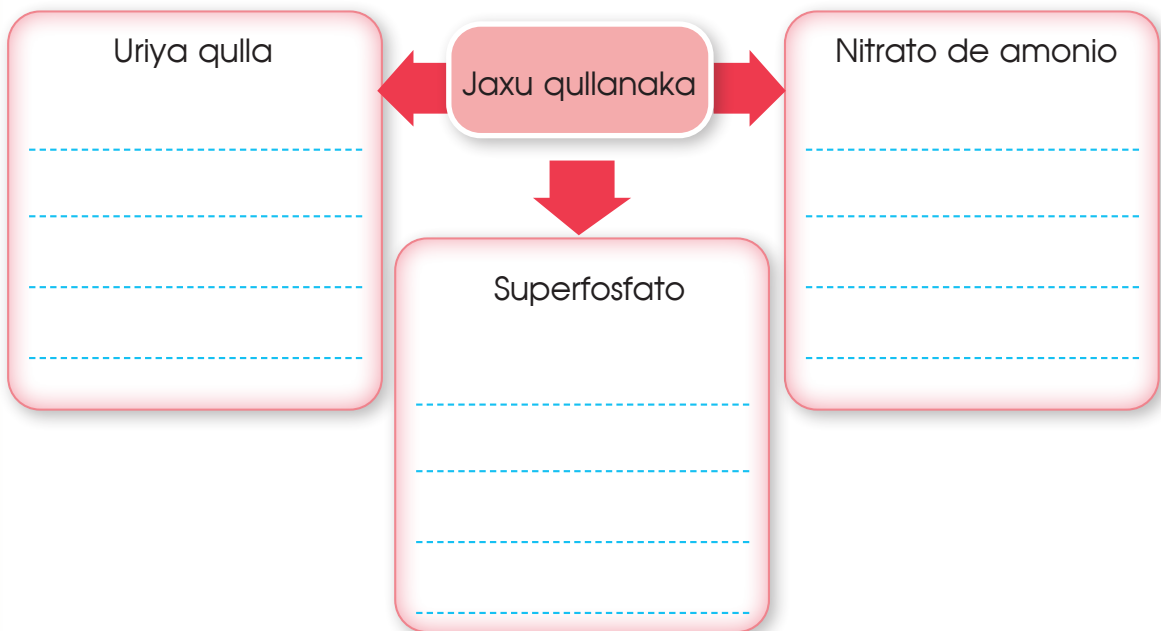 Uriya qulla
Jaxu qullanaka
Nitrato de amonio
Superfosfato